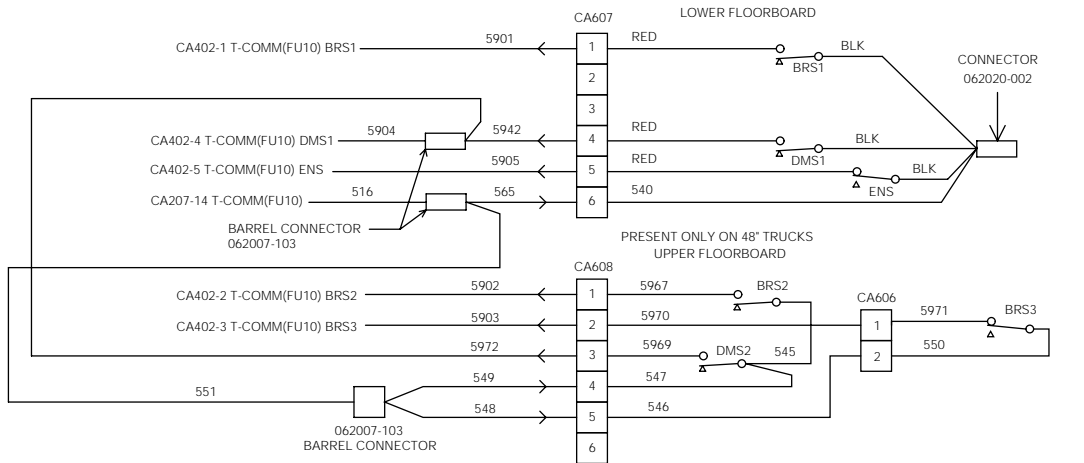 LOWER FLOORBOARD
CA607
CA402-1 T-COMM(FU10) BRS1
5901
1
RED
BRS1
BLK
CONNECTOR
062020-002
2
3
CA402-4 T-COMM(FU10) DMS1
5904
5942
4
RED
DMS1
BLK
CA402-5 T-COMM(FU10) ENS
5905
5
RED
ENS
BLK
CA207-14 T-COMM(FU10)
516
565
6
540
BARREL CONNECTOR
062007-103
PRESENT ONLY ON 48" TRUCKS
UPPER FLOORBOARD
CA608
CA402-2 T-COMM(FU10) BRS2
5902
1
5967
BRS2
CA606
CA402-3 T-COMM(FU10) BRS3
5903
2
5970
1
5971
BRS3
5972
3
5969
DMS2
545
2
550
549
4
547
551
548
5
546
062007-103
BARREL CONNECTOR
6